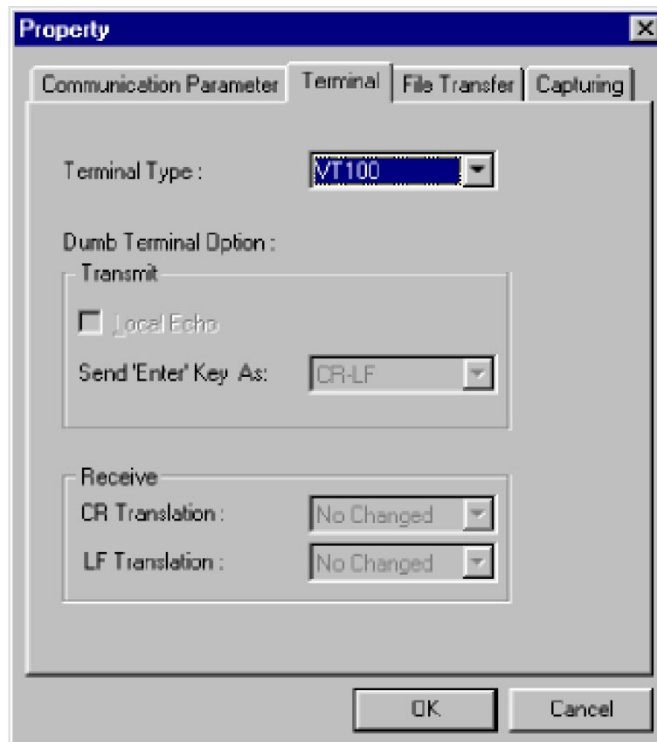 Property
Communication Parameter Terminal File Transfer Capturing
Terminal Type : VT100
Dumb Terminal Option :
Transmit
Local Echo
Send 'Enter' Key As: CR-LF
Receive
CR Translation : No Changed
LF Translation : No Changed
OK Cancel